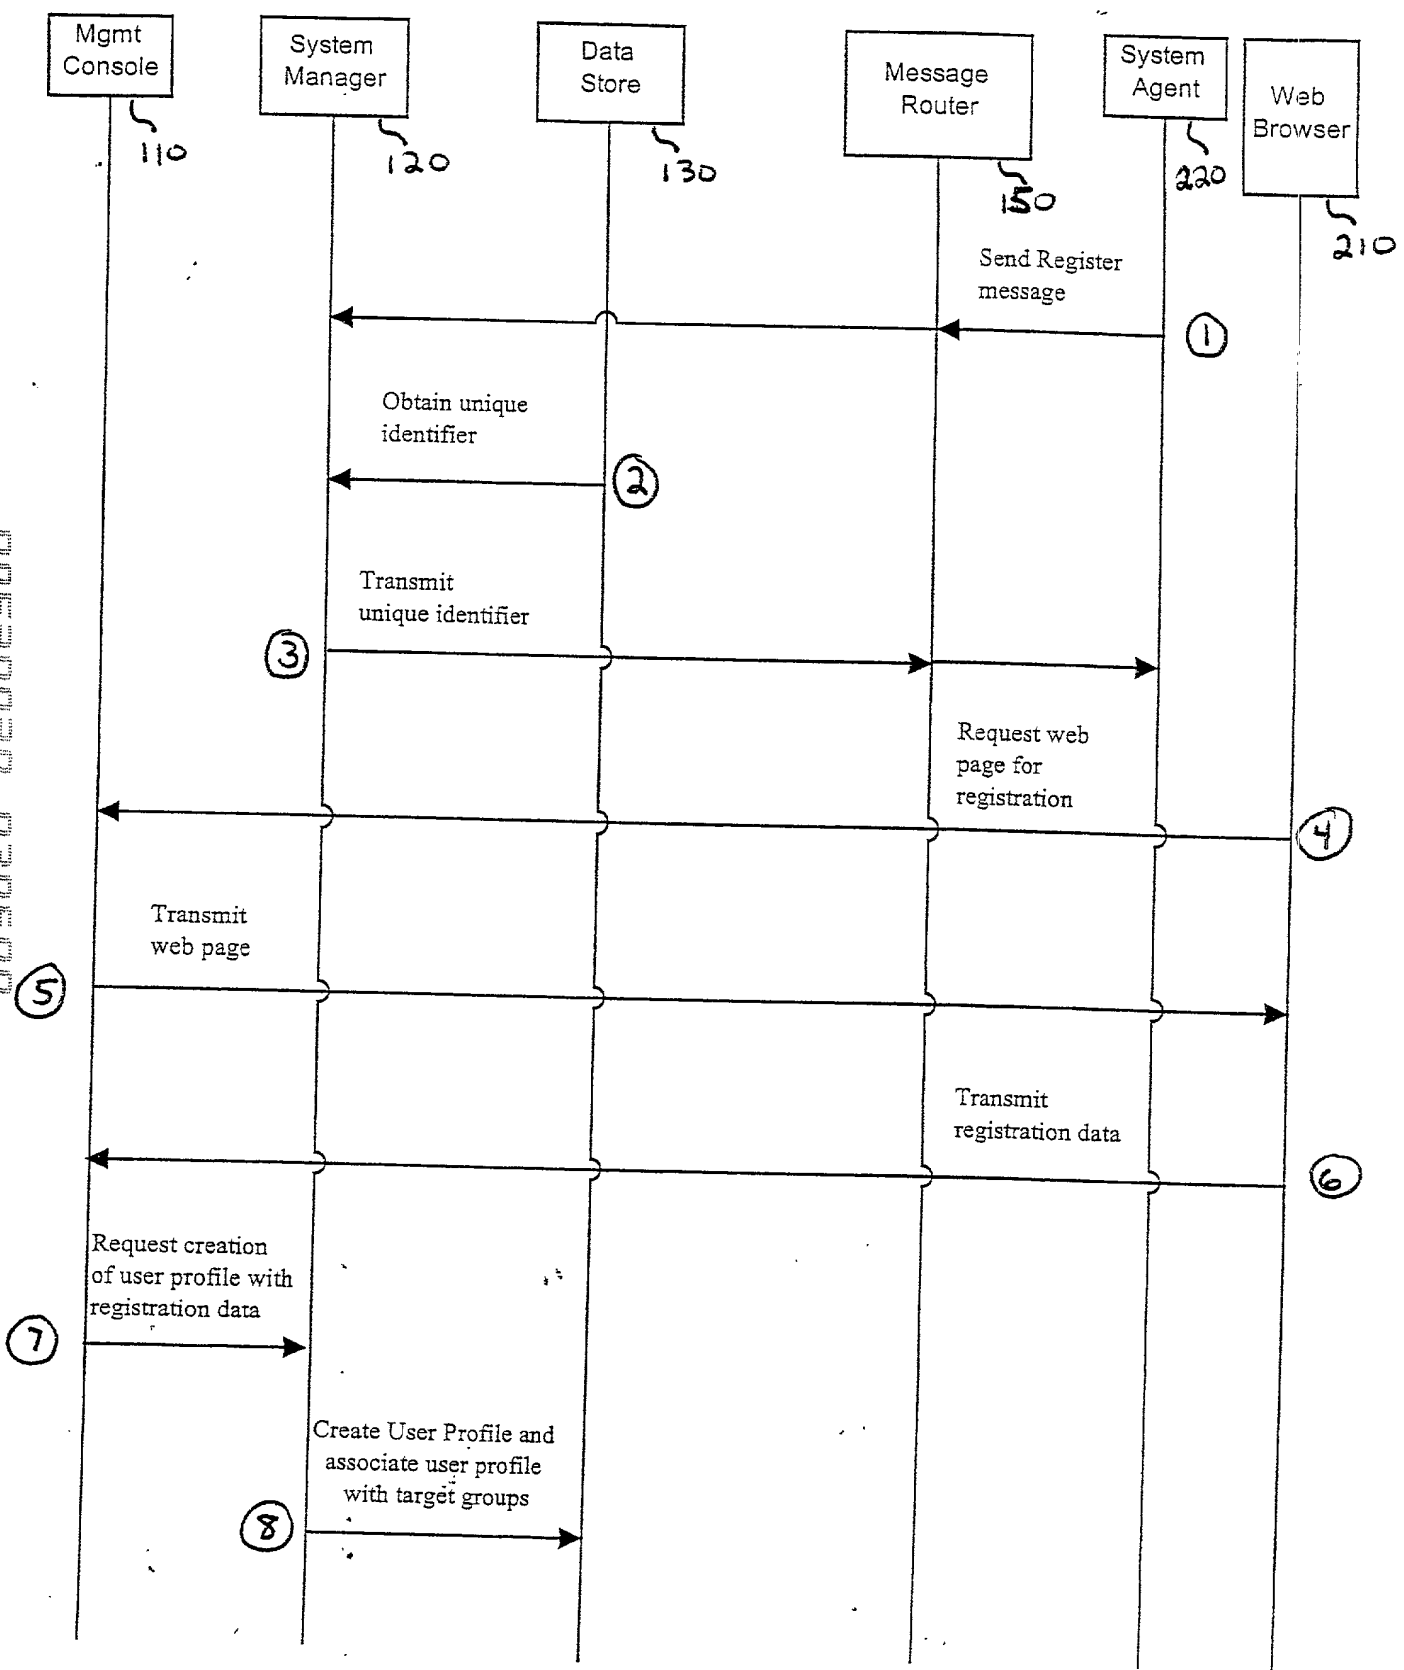 Mgmt
Console
System
Manager
Data
Store
Message
Router
System
Agent
Web
Browser
110
120
130
150
220
210
Send Register
message
1
Obtain unique
identifier
2
Transmit
unique identifier
3
Request web
page for
registration
4
Transmit
web page
5
Transmit
registration data
6
Request creation
of user profile with
registration data
7
Create User Profile and
associate user profile
with target groups
8